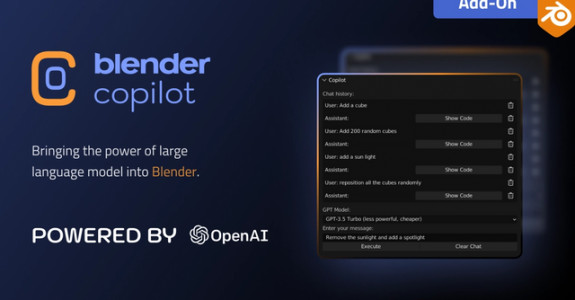 Add-On
blender
copilot
Bringing the power of large
language model into Blender.
POWERED BY OpenAI
Copilot
Chat history:
User: Add a cube
Assistant: Show Code
User: Add 200 random cubes
Assistant: Show Code
User: add a sun light
Assistant: Show Code
User: reposition all the cubes randomly
Assistant: Show Code
GPT Model:
GPT-3.5 Turbo (less powerful, cheaper)
Enter your message:
Remove the sunlight and add a spotlight
Execute Clear Chat